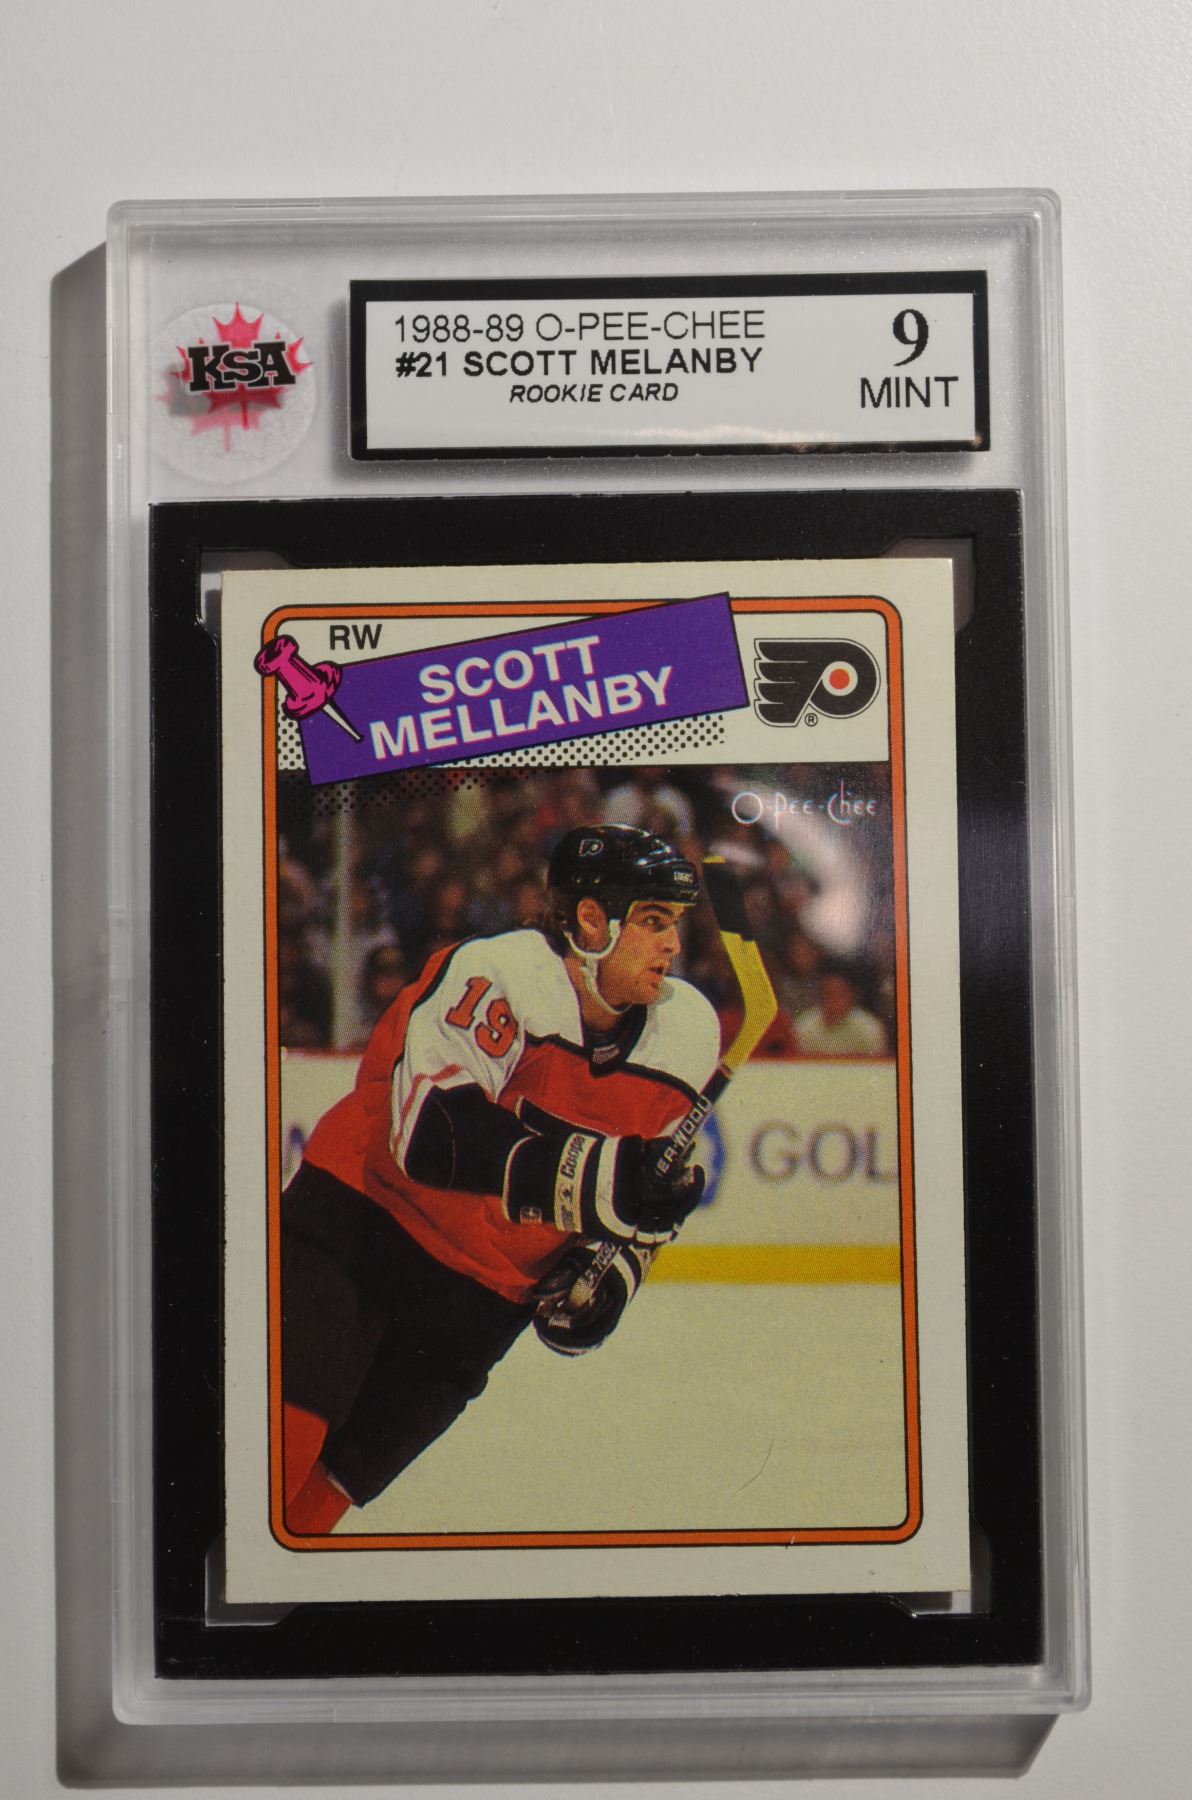 KSA
1988-89 O-PEE-CHEE
#21 SCOTT MELANBY
ROOKIE CARD
9
MINT
RW
SCOTT
MELLANBY
®
O-Pee-Chee
19
Cooper
GOL